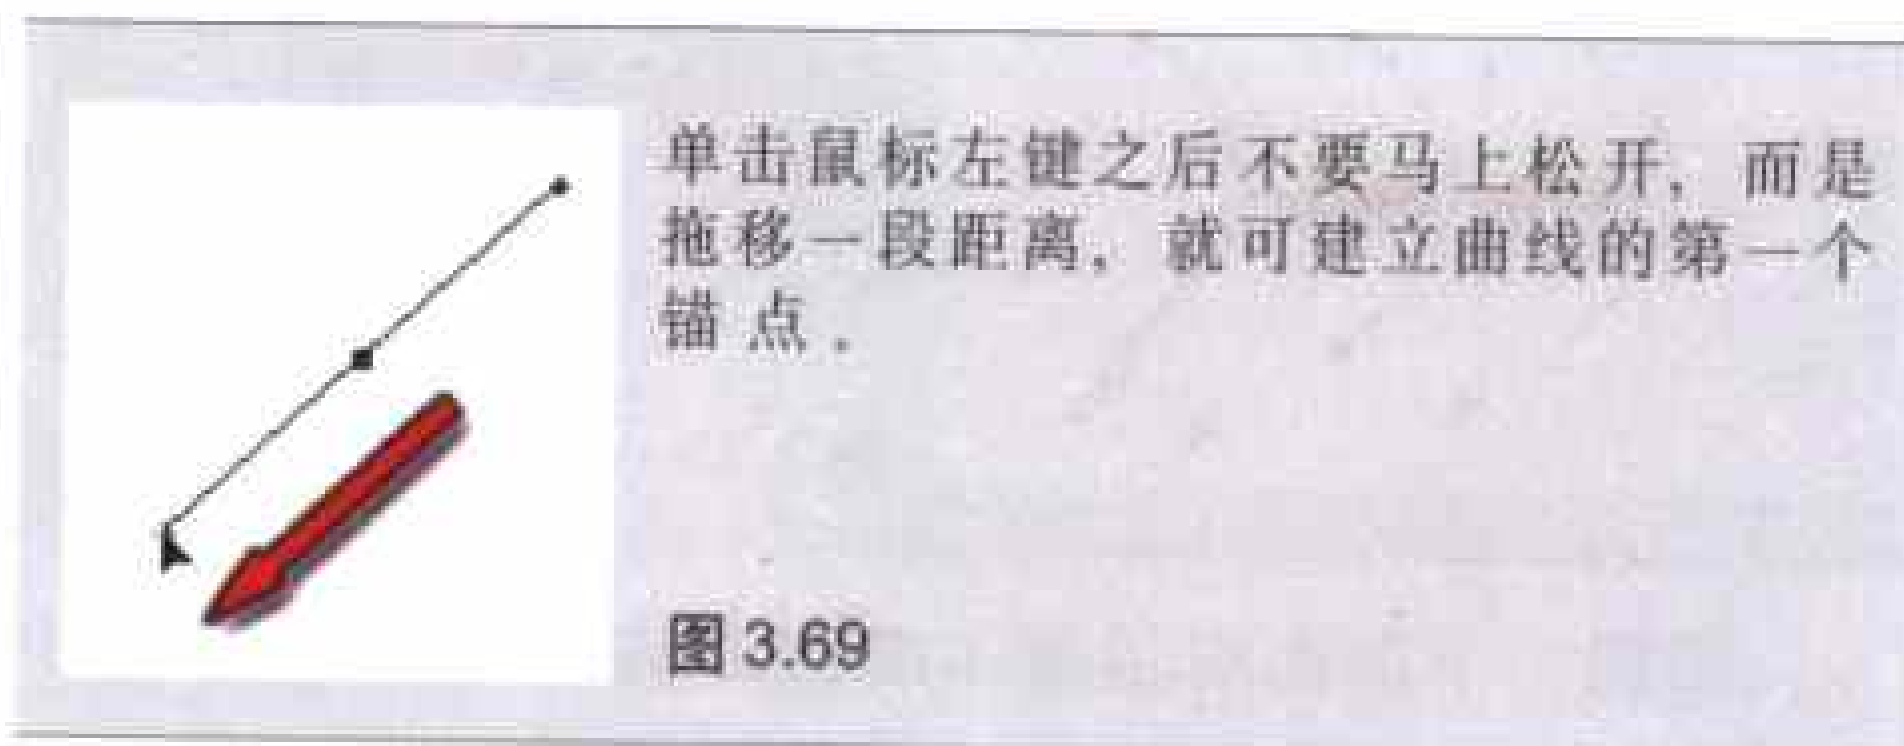 单击鼠标左键之后不要马上松开，而是
拖移一段距离，就可建立曲线的第一个
锚点。
图3.69